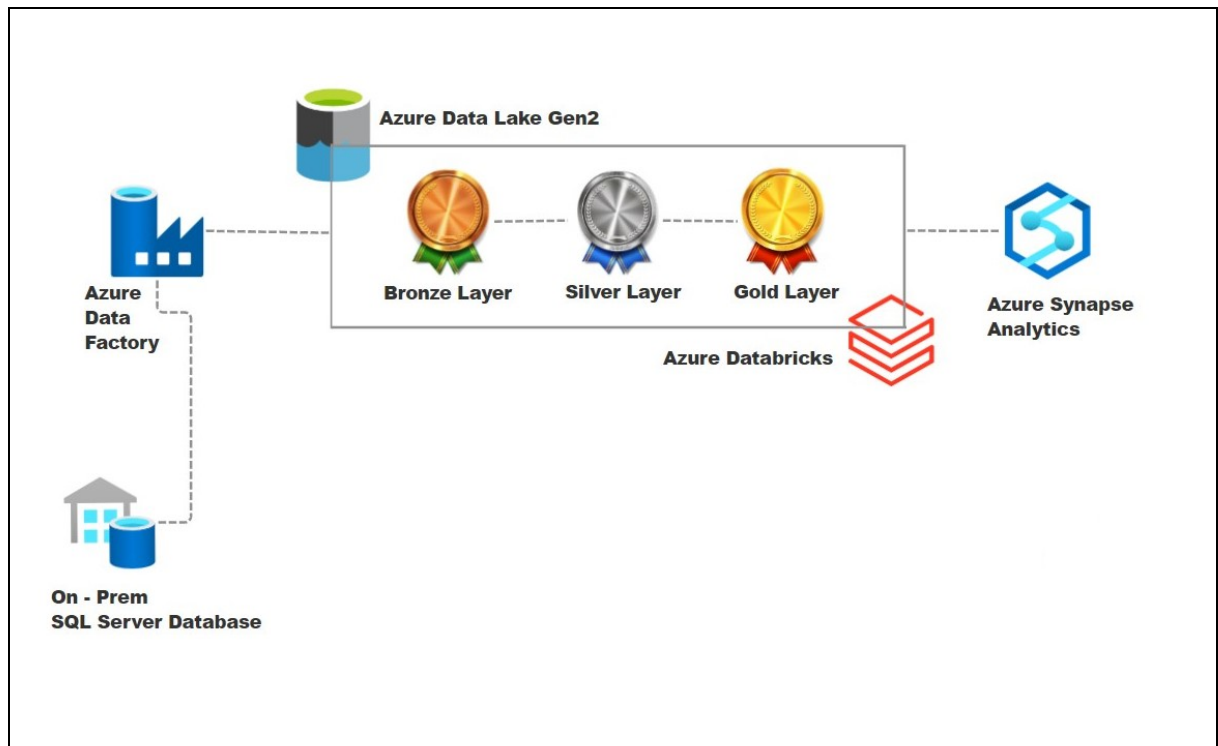 Azure Data Lake Gen2
Bronze Layer
Silver Layer
Gold Layer
Azure
Data
Factory
Azure Synapse
Analytics
Azure Databricks
On - Prem
SQL Server Database